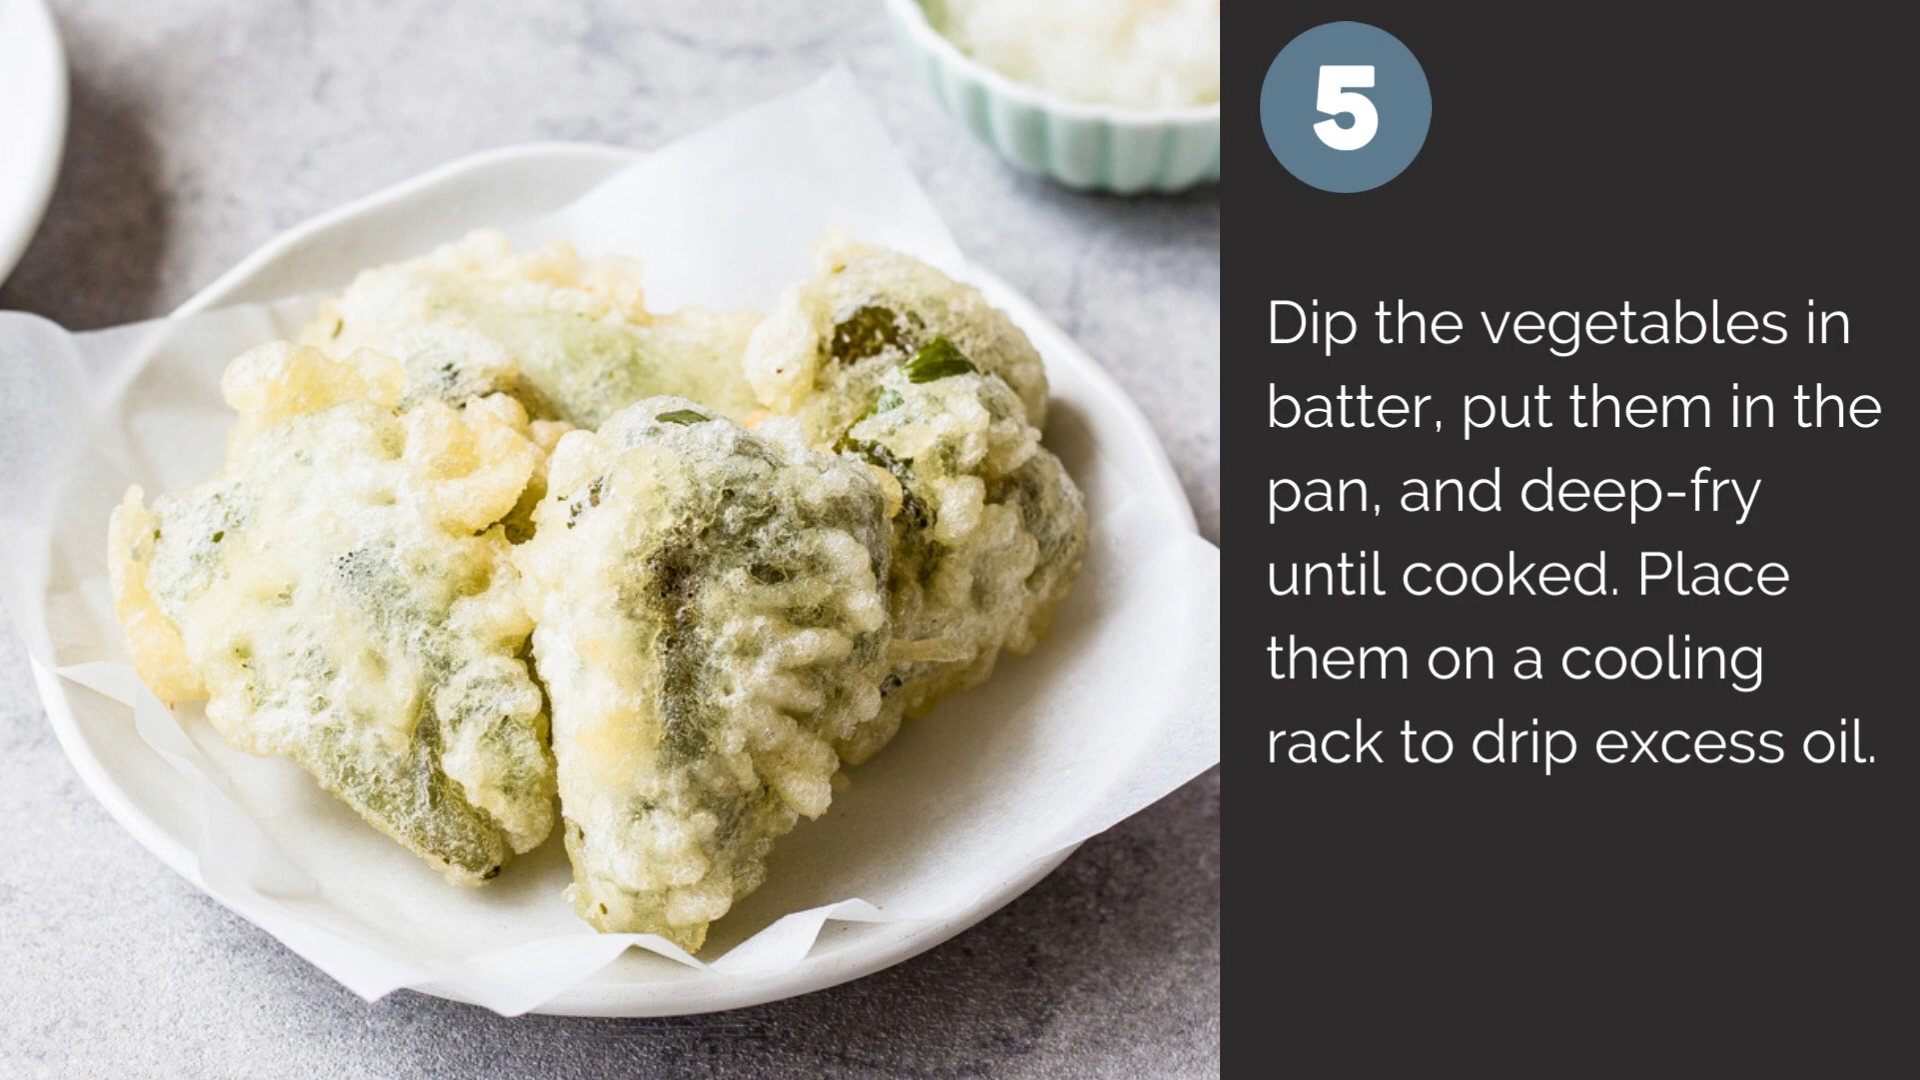 5
Dip the vegetables in
batter, put them in the
pan, and deep-fry
until cooked. Place
them on a cooling
rack to drip excess oil.